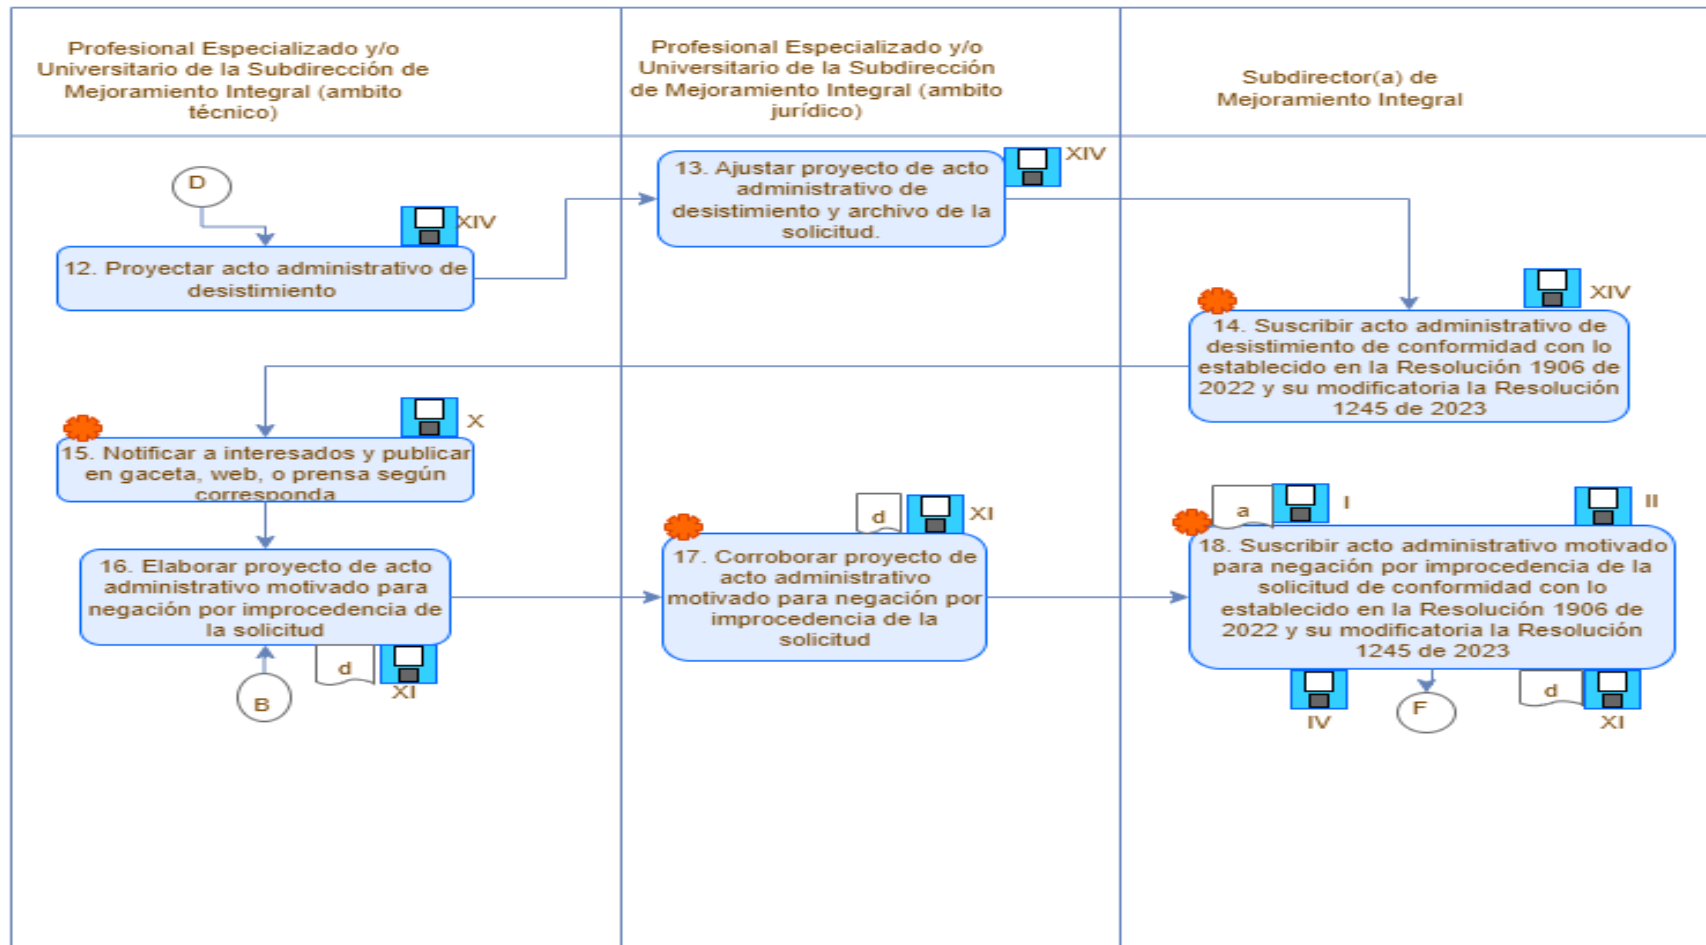 Profesional Especializado y/o
Universitario de la Subdirección de
Mejoramiento Integral (ambito
técnico)
Profesional Especializado y/o
Universitario de la Subdirección
de Mejoramiento Integral (ambito
jurídico)
Subdirector(a) de
Mejoramiento Integral
D
XIV
12. Proyectar acto administrativo de
desistimiento
XIV
13. Ajustar proyecto de acto
administrativo de
desistimiento y archivo de la
solicitud.
XIV
14. Suscribir acto administrativo de
desistimiento de conformidad con lo
establecido en la Resolución 1906 de
2022 y su modificatoria la Resolución
1245 de 2023
X
15. Notificar a interesados y publicar
en gaceta, web, o prensa según
corresponda
16. Elaborar proyecto de acto
administrativo motivado para
negación por improcedencia de
la solicitud
d
XI
B
d
XI
17. Corroborar proyecto de
acto administrativo
motivado para negación por
improcedencia de la
solicitud
a
I
II
18. Suscribir acto administrativo motivado
para negación por improcedencia de la
solicitud de conformidad con lo
establecido en la Resolución 1906 de
2022 y su modificatoria la Resolución
1245 de 2023
IV
F
d
XI